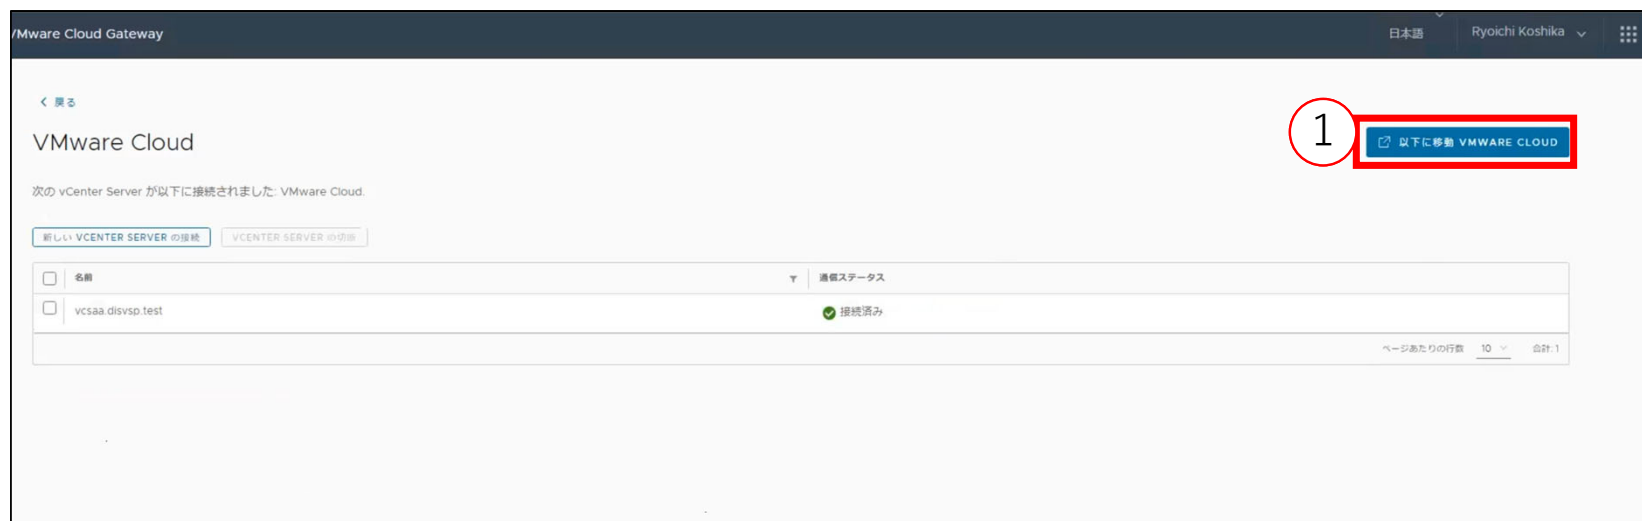 /Mware Cloud Gateway
日本語
Ryoichi Koshika
戻る
VMware Cloud
1
以下に移動 VMWARE CLOUD
次の vCenter Server が以下に接続されました: VMware Cloud.
新しい VCENTER SERVER の接続
VCENTER SERVER の切断
名前
通信ステータス
vcsaa.disvsp.test
接続済み
ページあたりの行数 10 合計: 1